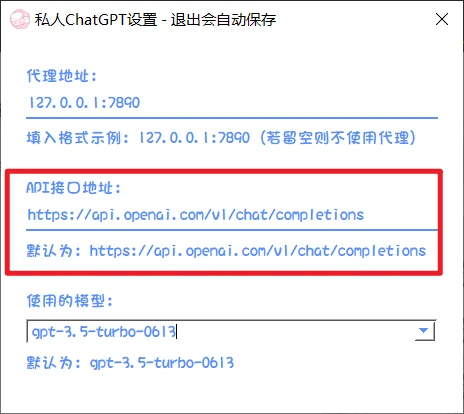 私人ChatGPT设置 - 退出会自动保存
代理地址：
127.0.0.1:7890
填入格式示例：127.0.0.1:7890（若留空则不使用代理）
API接口地址：
https://api.openai.com/v1/chat/completions
默认为：https://api.openai.com/v1/chat/completions
使用的模型：
gpt-3.5-turbo-0613
默认为：gpt-3.5-turbo-0613